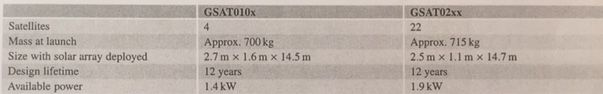 GSAT010x GSAT02xx
Satellites 4 22
Mass at launch Approx. 700 kg Approx. 715 kg
Size with solar array deployed 2.7 m × 1.6 m × 14.5 m 2.5 m × 1.1 m × 14.7 m
Design lifetime 12 years 12 years
Available power 1.4 kW 1.9 kW